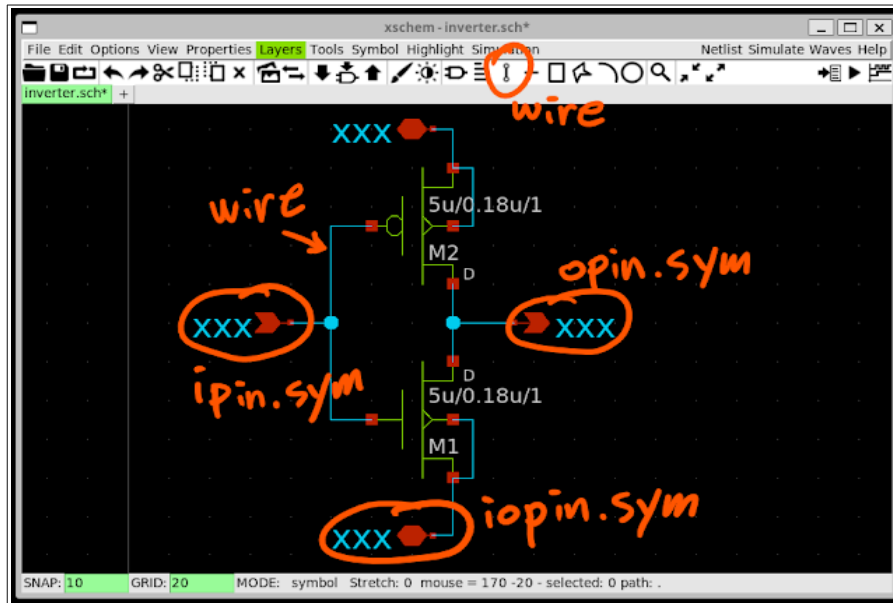 xschem - inverter.sch*
File Edit Options View Properties Layers Tools Symbol Highlight Simulation Netlist Simulate Waves Help
inverter.sch* +
wire
xxx
5u/0.18u/1
wire
M2
D
opin.sym
xxx
xxx
ipin.sym
D
5u/0.18u/1
M1
iopin.sym
xxx
SNAP: 10 GRID: 20 MODE: symbol Stretch: 0 mouse = 170 -20 - selected: 0 path: .